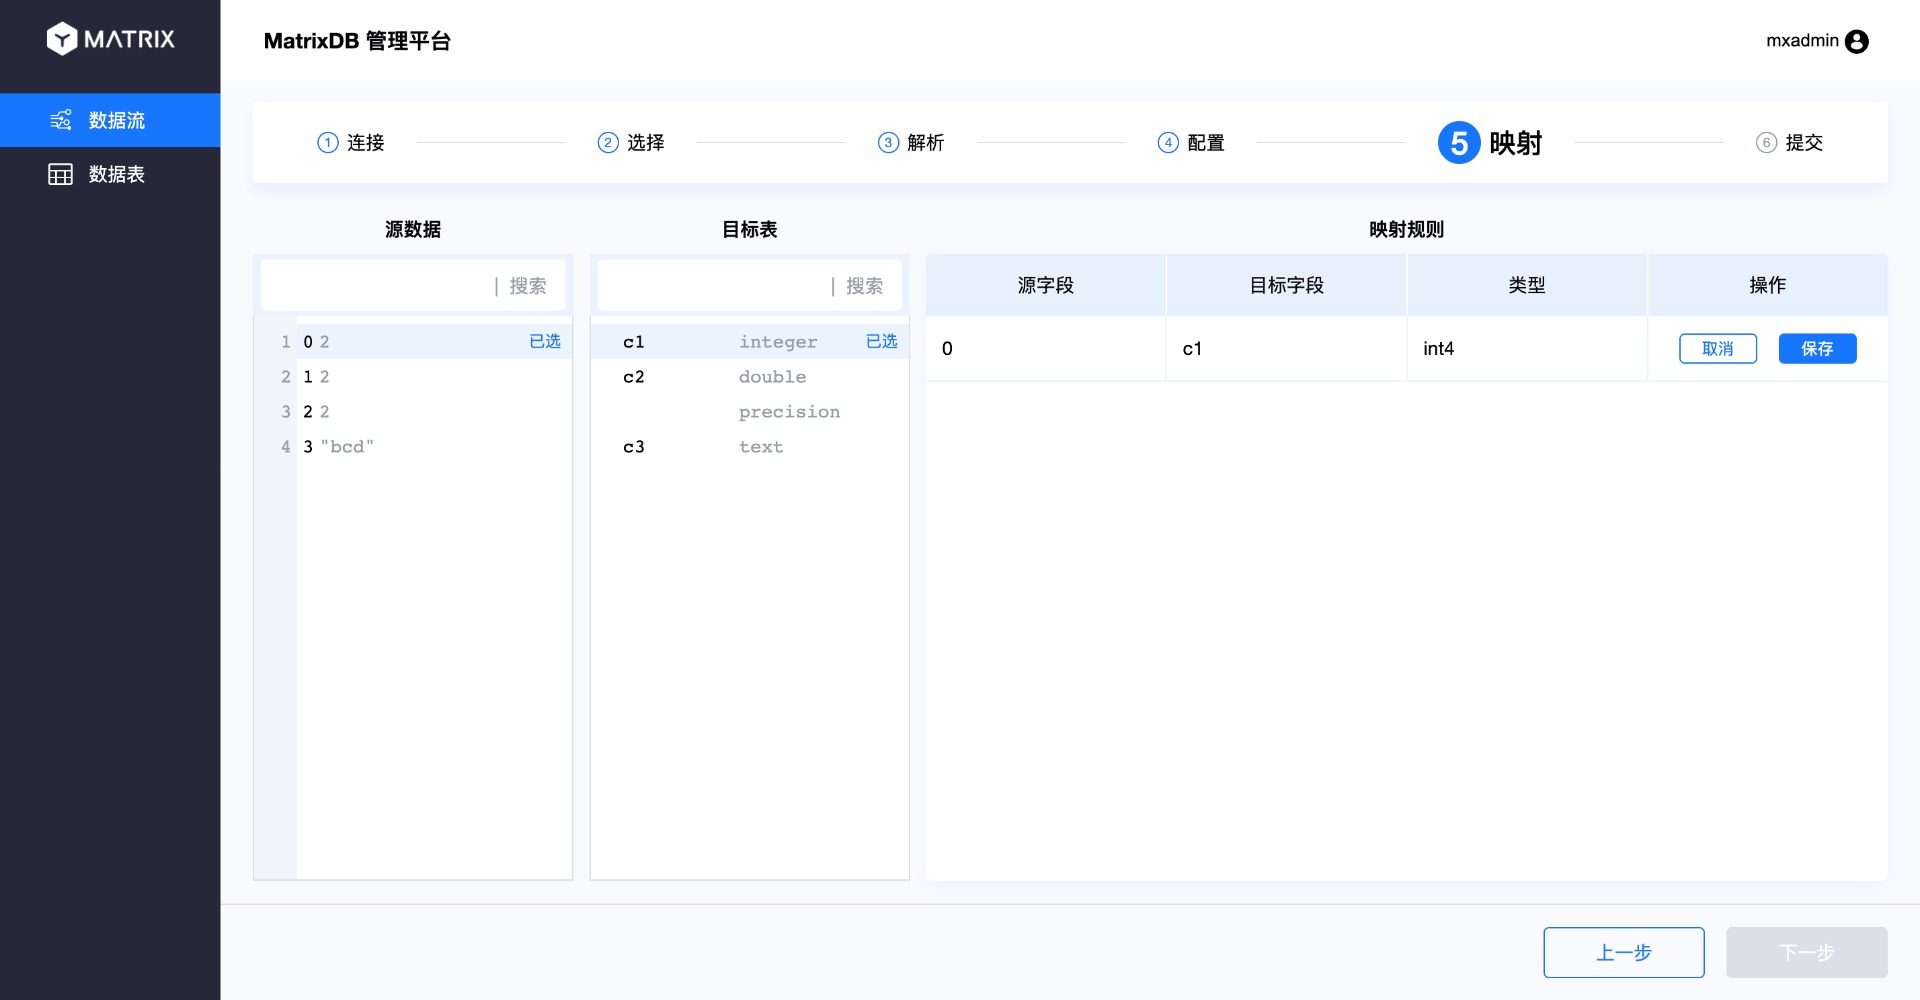 MATRIX
MatrixDB 管理平台
mxadmin
数据流
数据表
1 连接
2 选择
3 解析
4 配置
5 映射
6 提交
源数据
目标表
映射规则
| 搜索
| 搜索
源字段 目标字段 类型 操作
1 0 2 已选
2 1 2
3 2 2
4 3 "bcd"
c1 integer 已选
c2 double
precision
c3 text
0 c1 int4 取消 保存
上一步
下一步